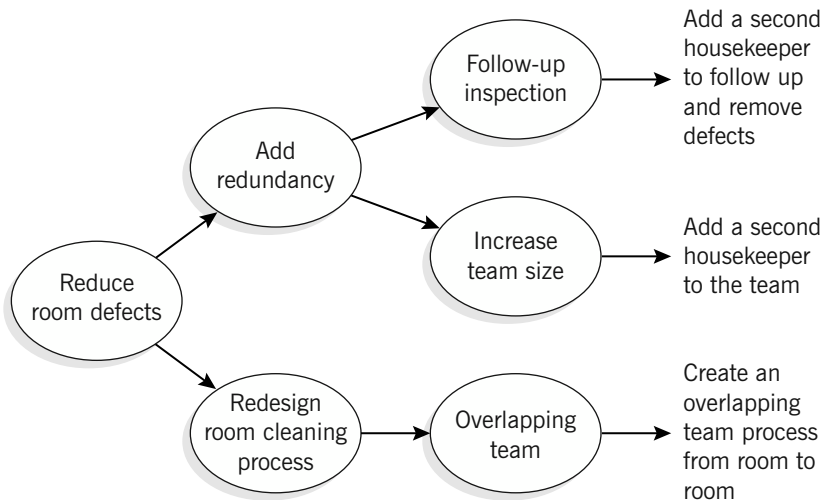 Reduce
room defects
Add
redundancy
Redesign
room cleaning
process
Follow-up
inspection
Increase
team size
Overlapping
team
Add a second
housekeeper
to follow up
and remove
defects
Add a second
housekeeper
to the team
Create an
overlapping
team process
from room to
room